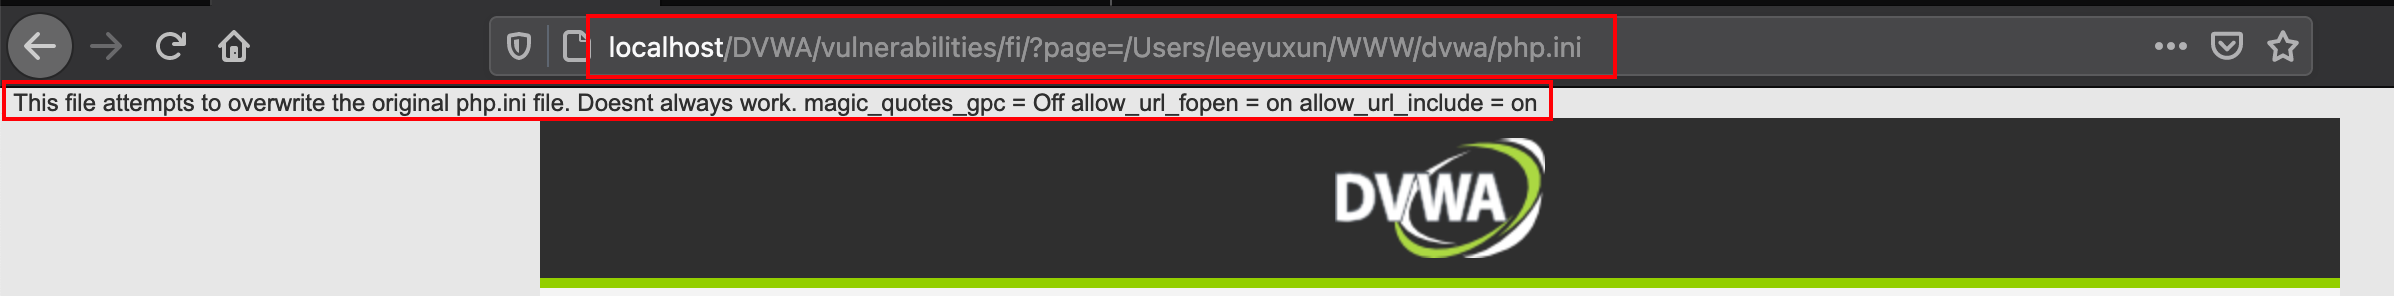 localhost/DVWA/vulnerabilities/fi/?page=/Users/leeyuxun/WWW/dvwa/php.ini
This file attempts to overwrite the original php.ini file. Doesnt always work. magic_quotes_gpc = Off allow_url_fopen = on allow_url_include = on
DVWA